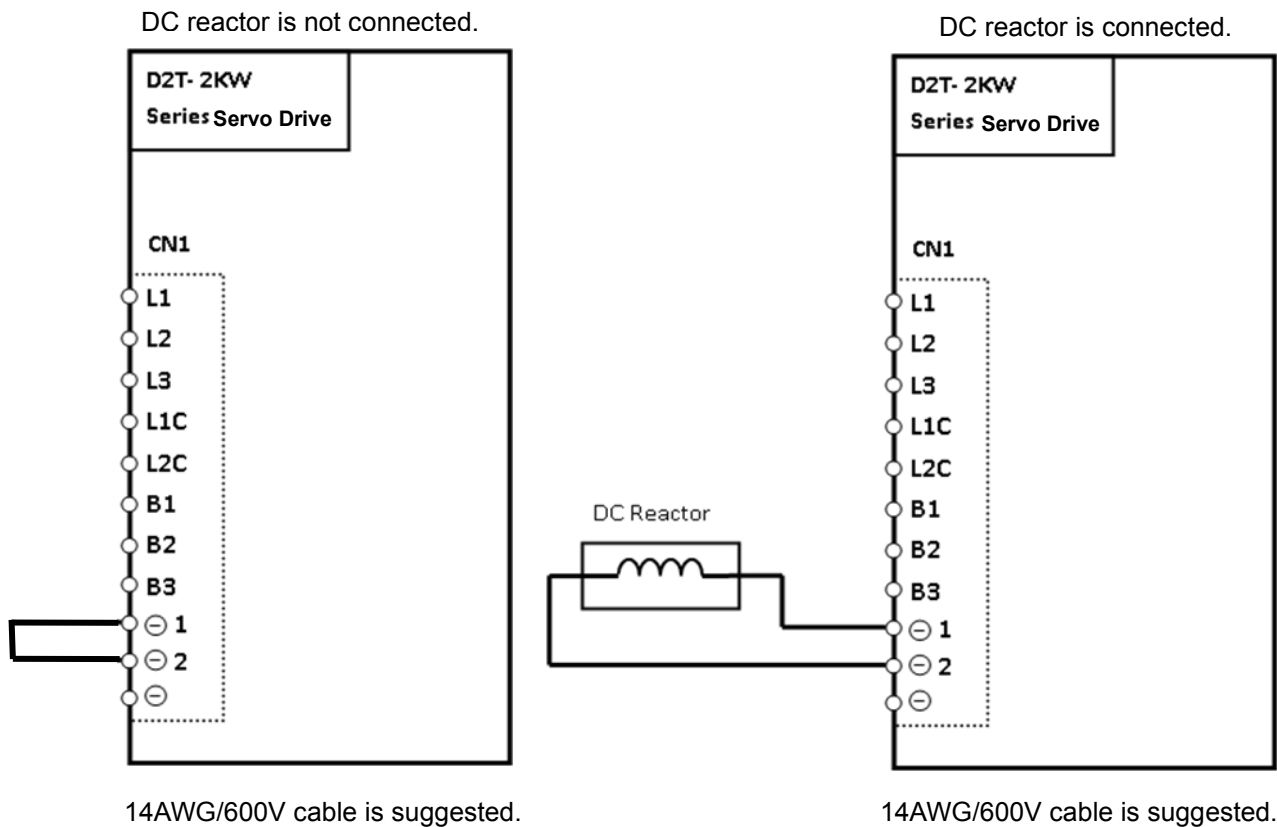 DC reactor is not connected.
D2T- 2KW
Series Servo Drive
CN1
L1
L2
L3
L1C
L2C
B1
B2
B3
⊖ 1
⊖ 2
⊖
14AWG/600V cable is suggested.
DC reactor is connected.
D2T- 2KW
Series Servo Drive
CN1
L1
L2
L3
L1C
L2C
B1
B2
B3
⊖ 1
⊖ 2
⊖
DC Reactor
14AWG/600V cable is suggested.